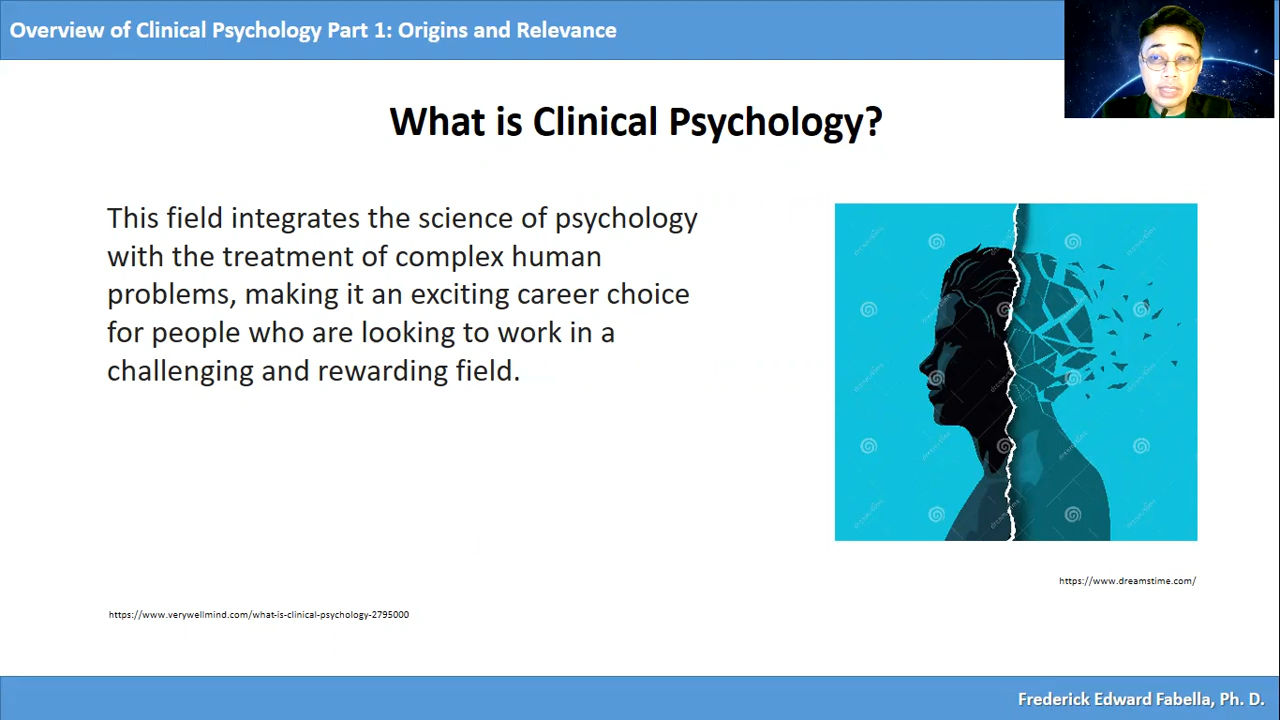 Overview of Clinical Psychology Part 1: Origins and Relevance
What is Clinical Psychology?
This field integrates the science of psychology
with the treatment of complex human
problems, making it an exciting career choice
for people who are looking to work in a
challenging and rewarding field.
https://www.dreamstime.com/
https://www.verywellmind.com/what-is-clinical-psychology-2795000
Frederick Edward Fabella, Ph. D.